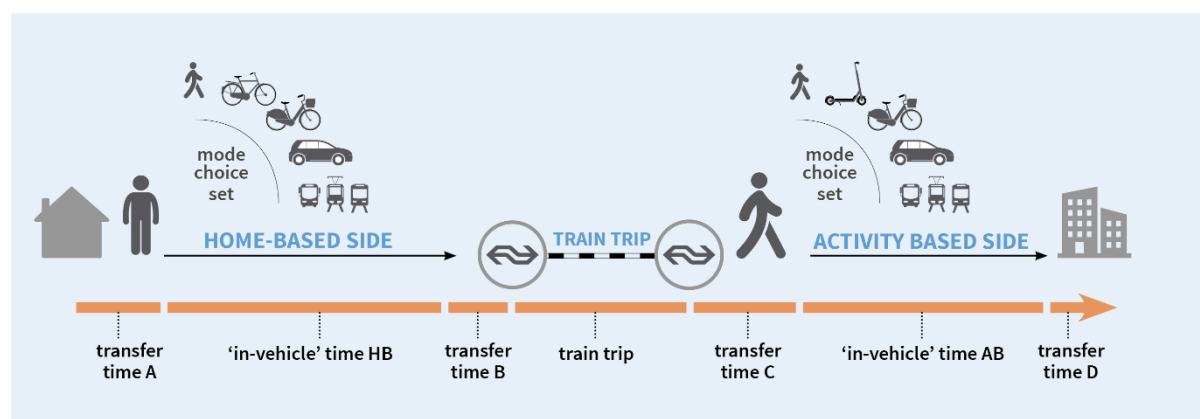 mode
choice
set
mode
choice
set
HOME-BASED SIDE
TRAIN TRIP
ACTIVITY BASED SIDE
transfer
time A
‘in-vehicle’ time HB
transfer
time B
train trip
transfer
time C
‘in-vehicle’ time AB
transfer
time D